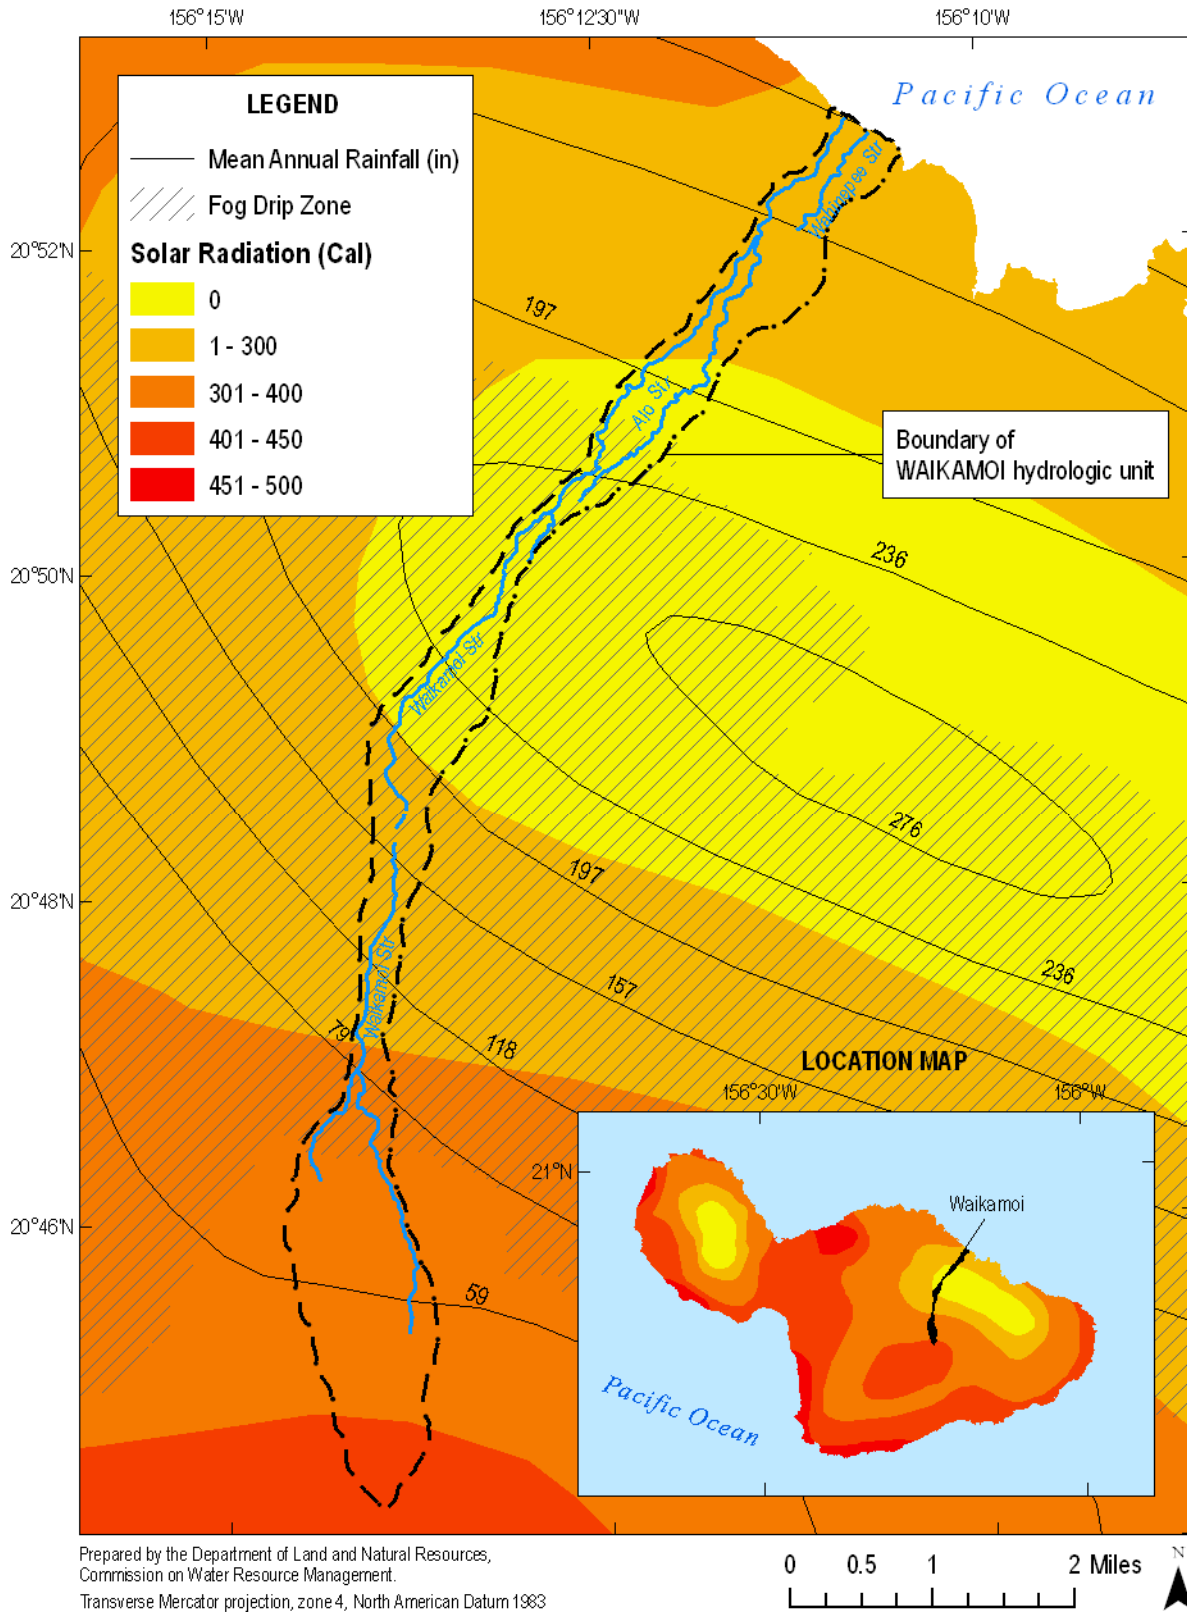 156°15'W
156°12'30"W
156°10'W
Pacific Ocean
LEGEND
Mean Annual Rainfall (in)
Fog Drip Zone
Solar Radiation (Cal)
0
1 - 300
301 - 400
401 - 450
451 - 500
Wahinepee Str
20°52'N
197
Alo Str
Boundary of
WAIKAMOI hydrologic unit
236
20°50'N
Waikamoi Str
276
197
20°48'N
236
157
Waikamoi Str
79
118
LOCATION MAP
156°30'W
156°W
21°N
Waikamoi
20°46'N
59
Pacific Ocean
Prepared by the Department of Land and Natural Resources,
Commission on Water Resource Management.
Transverse Mercator projection, zone 4, North American Datum 1983
0 0.5 1 2 Miles
N